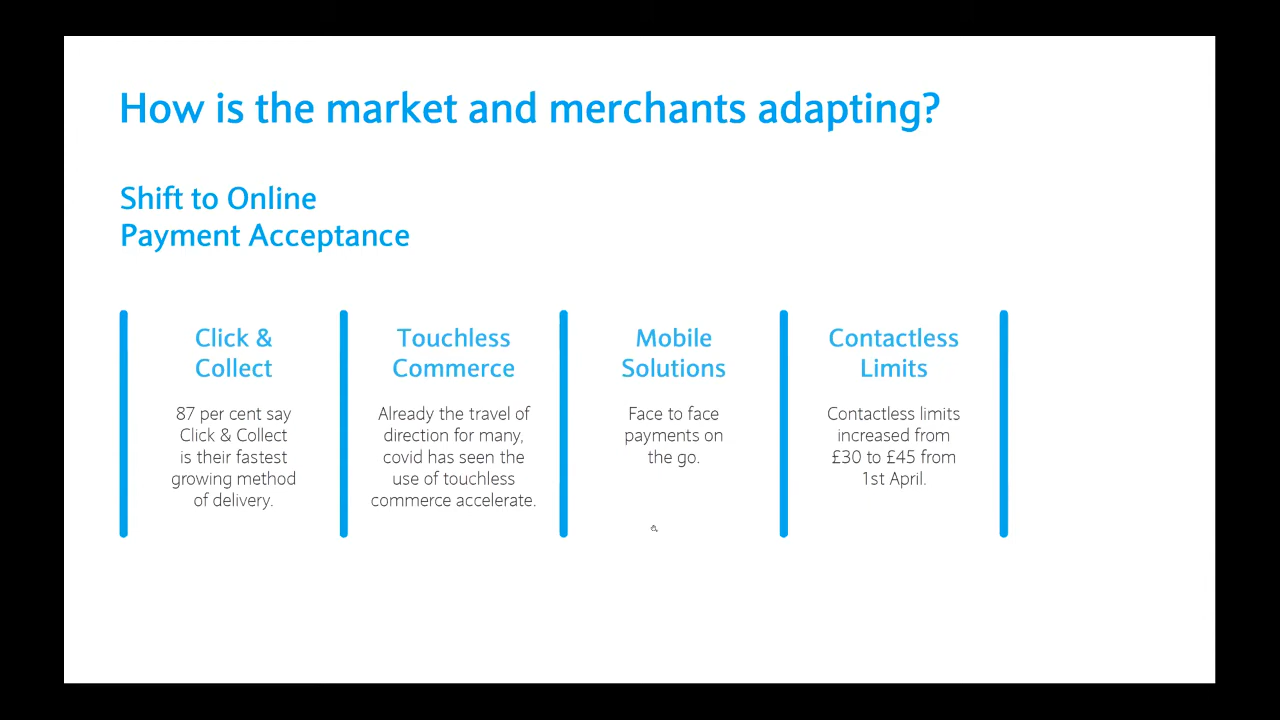 How is the market and merchants adapting?
Shift to Online
Payment Acceptance
Click &
Collect
87 per cent say
Click & Collect
is their fastest
growing method
of delivery.
Touchless
Commerce
Already the travel of
direction for many,
covid has seen the
use of touchless
commerce accelerate.
Mobile
Solutions
Face to face
payments on
the go.
Contactless
Limits
Contactless limits
increased from
£30 to £45 from
1st April.